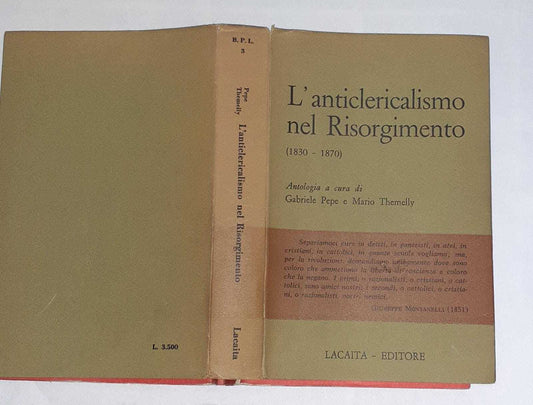 L. 3.500
B. P. L.
3
Pepe
Themelly
L'anticlericalismo nel Risorgimento
Lacaita
L'anticlericalismo
nel Risorgimento
(1830 - 1870)
Antologia a cura di
Gabriele Pepe e Mario Themelly
Separiamoci pure in deisti, in panteisti, in atei, in
cristiani, in cattolici, in quante scuole vogliamo, ma,
per la rivoluzione, domandiamo unicamente dove sono
coloro che ammettono la libertà di coscienza e coloro
che la negano. I primi, o razionalisti, o cristiani, o cat-
tolici, sono amici nostri; i secondi, o cattolici, o cristia-
ni, o razionalisti, nostri nemici.
Giuseppe Montanelli (1851)
LACAITA - EDITORE